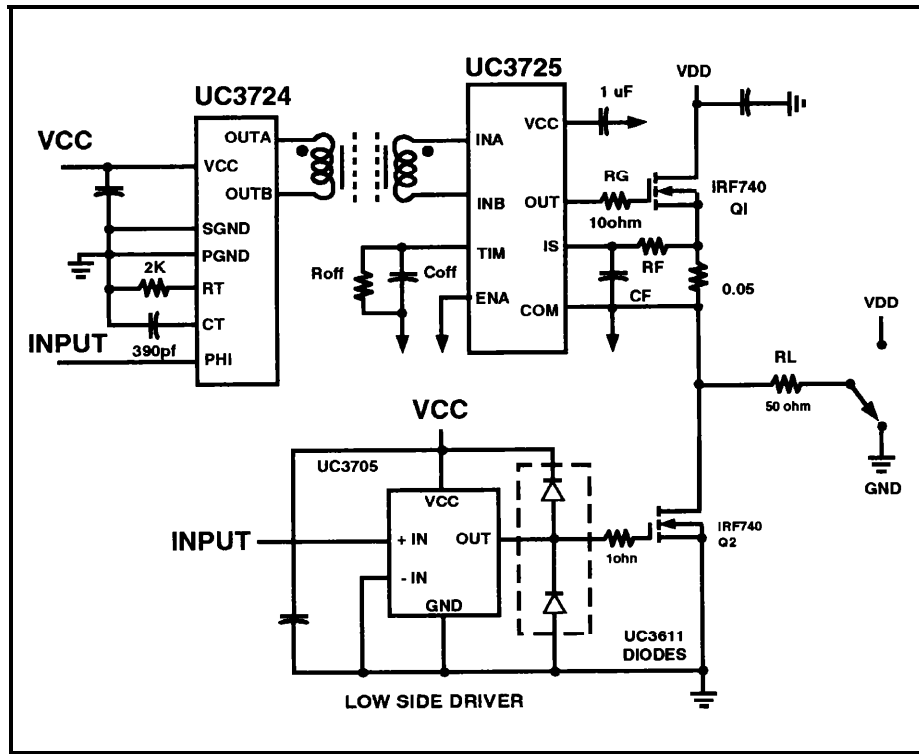 UC3724
UC3725
VCC
OUTA
VCC
OUTB
SGND
PGND
2K
RT
CT
390pf
INPUT
PHI
INA
INB
TIM
ENA
Roff
Coff
VCC
OUT
IS
COM
1 uF
VDD
RG
10ohm
IRF740
Q1
RF
CF
0.05
VDD
RL
50 ohm
GND
VCC
UC3705
VCC
INPUT
+ IN
OUT
- IN
GND
1ohn
IRF740
Q2
UC3611
DIODES
LOW SIDE DRIVER